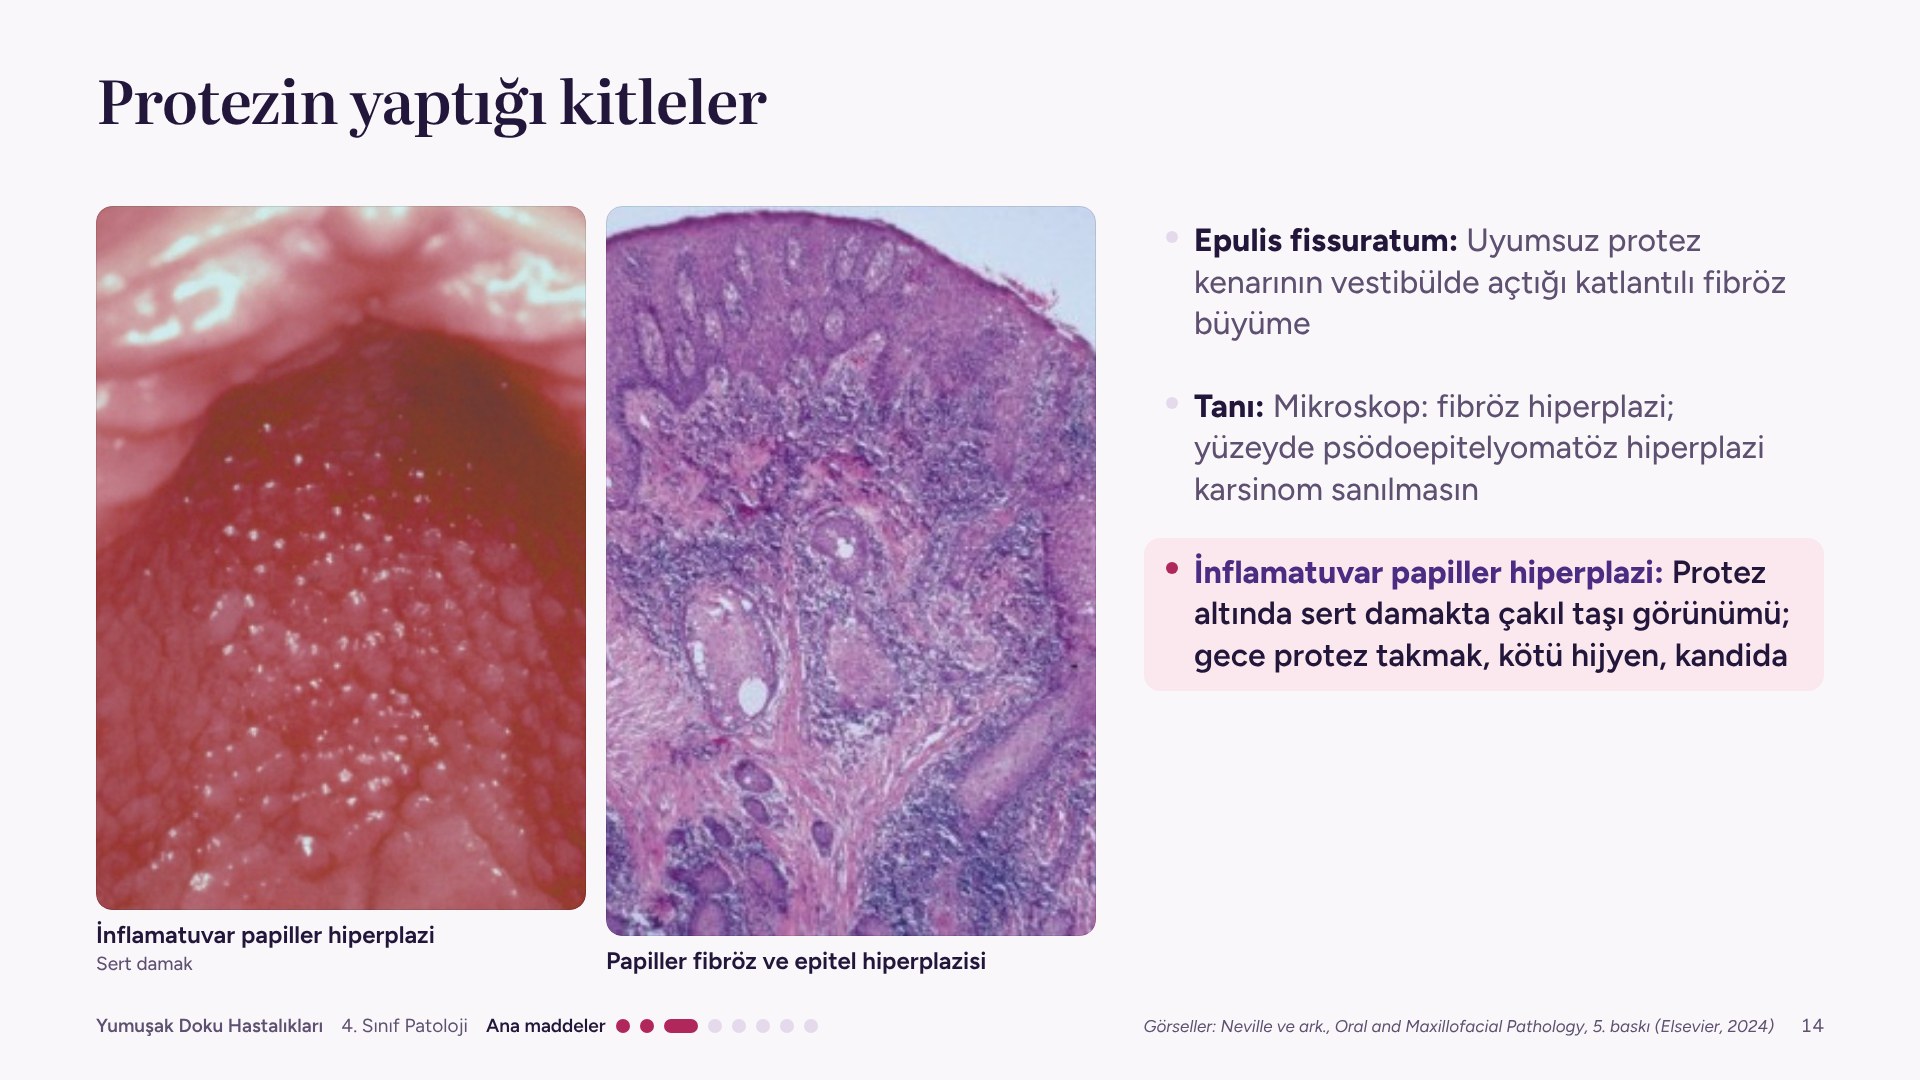 Protezin yaptığı kitleler
Epulis fissuratum: Uyumsuz protez
kenarının vestibülde açtığı katlantılı fibröz
büyüme
Tanı: Mikroskop: fibröz hiperplazi;
yüzeyde psödoepitelyomatöz hiperplazi
karsinom sanılmasın
İnflamatuvar papiller hiperplazi: Protez
altında sert damakta çakıl taşı görünümü;
gece protez takmak, kötü hijyen, kandida
İnflamatuvar papiller hiperplazi
Sert damak
Papiller fibröz ve epitel hiperplazisi
Yumuşak Doku Hastalıkları 4. Sınıf Patoloji Ana maddeler
Görseller: Neville ve ark., Oral and Maxillofacial Pathology, 5. baskı (Elsevier, 2024) 14